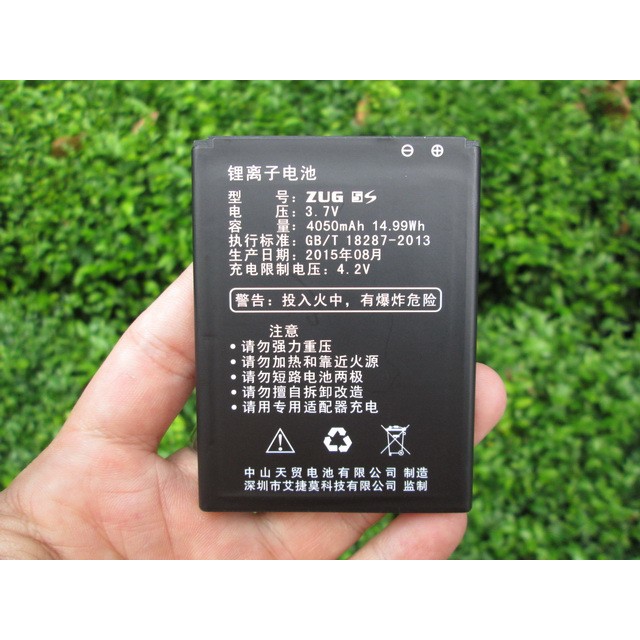 ⊖ ⊕
锂离子电池
型 号：ZUG 5S
电 压：3.7V
容 量：4050mAh 14.99Wh
执行标准：GB/T 18287-2013
生产日期：2015年08月
充电限制电压：4.2V
警告：投入火中，有爆炸危险
注意
•请勿强力重压
•请勿加热和靠近火源
•请勿短路电池两极
•请勿擅自拆卸改造
•请用专用适配器充电
中山天贸电池有限公司 制造
深圳市艾捷莫科技有限公司 监制